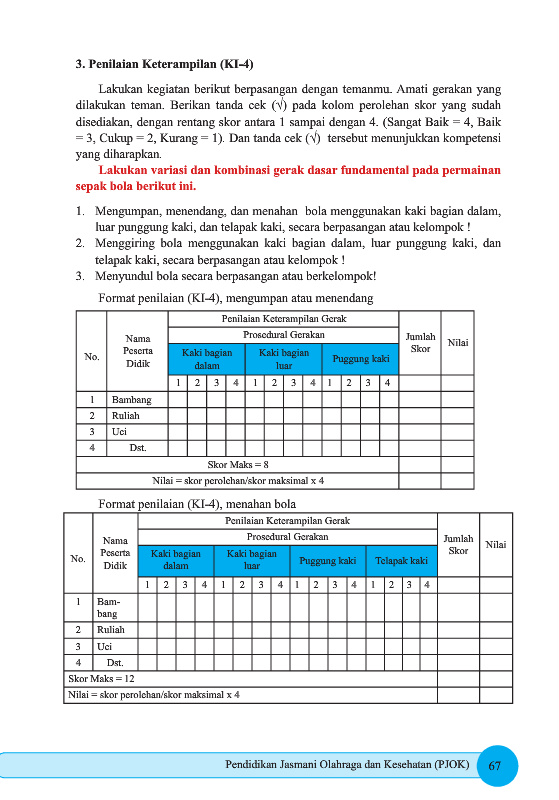 3. Penilaian Keterampilan (KI-4)
Lakukan kegiatan berikut berpasangan dengan temanmu. Amati gerakan yang
dilakukan teman. Berikan tanda cek (√) pada kolom perolehan skor yang sudah
disediakan, dengan rentang skor antara 1 sampai dengan 4. (Sangat Baik = 4, Baik
= 3, Cukup = 2, Kurang = 1). Dan tanda cek (√) tersebut menunjukkan kompetensi
yang diharapkan.
Lakukan variasi dan kombinasi gerak dasar fundamental pada permainan
sepak bola berikut ini.
1. Mengumpan, menendang, dan menahan bola menggunakan kaki bagian dalam,
luar punggung kaki, dan telapak kaki, secara berpasangan atau kelompok !
2. Menggiring bola menggunakan kaki bagian dalam, luar punggung kaki, dan
telapak kaki, secara berpasangan atau kelompok !
3. Menyundul bola secara berpasangan atau berkelompok!
Format penilaian (KI-4), mengumpan atau menendang
No.
Nama
Peserta
Didik
Penilaian Keterampilan Gerak
Prosedural Gerakan
Kaki bagian
dalam
Kaki bagian
luar
Puggung kaki
Jumlah
Skor
Nilai
1 2 3 4 1 2 3 4 1 2 3 4
1 Bambang
2 Ruliah
3 Uci
4 Dst.
Skor Maks = 8
Nilai = skor perolehan/skor maksimal x 4
Format penilaian (KI-4), menahan bola
No.
Nama
Peserta
Didik
Penilaian Keterampilan Gerak
Prosedural Gerakan
Kaki bagian
dalam
Kaki bagian
luar
Puggung kaki
Telapak kaki
Jumlah
Skor
Nilai
1 2 3 4 1 2 3 4 1 2 3 4 1 2 3 4
1 Bam-
bang
2 Ruliah
3 Uci
4 Dst.
Skor Maks = 12
Nilai = skor perolehan/skor maksimal x 4
Pendidikan Jasmani Olahraga dan Kesehatan (PJOK) 67